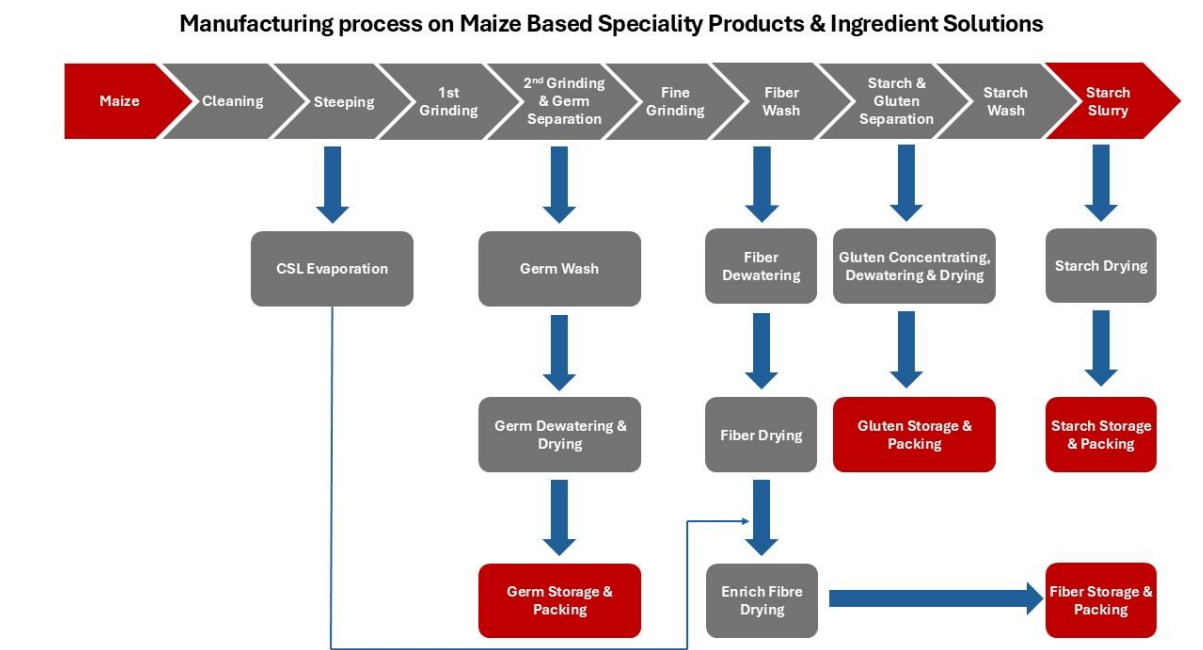 Manufacturing process on Maize Based Speciality Products & Ingredient Solutions
Maize
Cleaning
Steeping
1st
Grinding
2nd Grinding
& Germ
Separation
Fine
Grinding
Fiber
Wash
Starch &
Gluten
Separation
Starch
Wash
Starch
Slurry
CSL Evaporation
Germ Wash
Fiber
Dewatering
Gluten Concentrating,
Dewatering & Drying
Starch Drying
Germ Dewatering &
Drying
Fiber Drying
Gluten Storage &
Packing
Starch Storage
& Packing
Germ Storage &
Packing
Enrich Fibre
Drying
Fiber Storage &
Packing